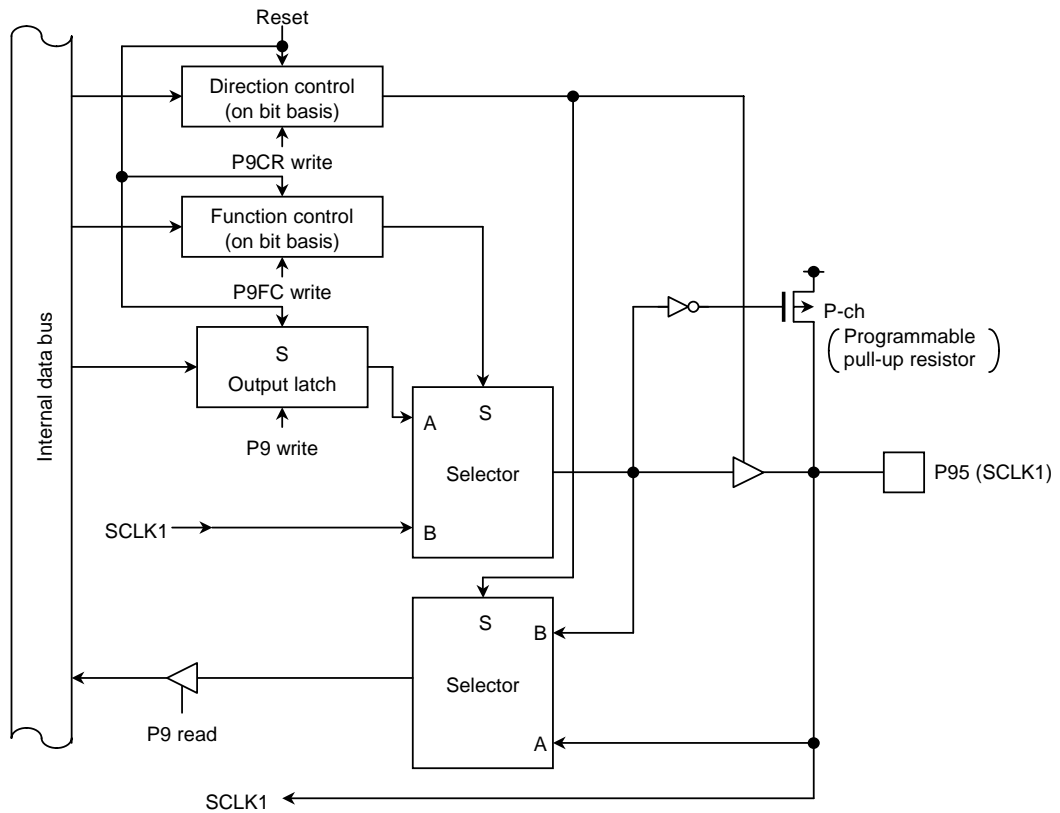 Reset
Direction control
(on bit basis)
P9CR write
Function control
(on bit basis)
P9FC write
S
Output latch
P9 write
Internal data bus
A
S
Selector
B
SCLK1
P-ch
Programmable
pull-up resistor
P95 (SCLK1)
S
B
Selector
A
P9 read
SCLK1